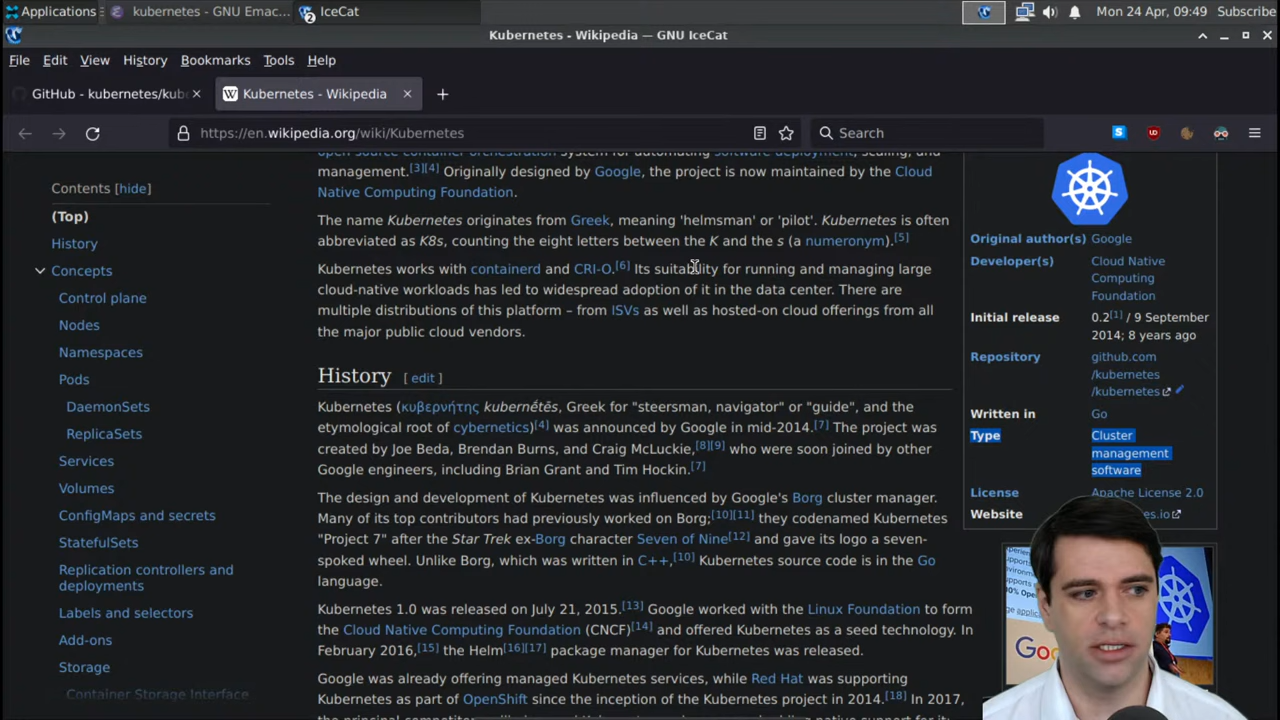 Applications
kubernetes - GNU Emac...
2
IceCat
Mon 24 Apr, 09:49
Subscribe
Kubernetes - Wikipedia — GNU IceCat
File Edit View History Bookmarks Tools Help
GitHub - kubernetes/kub
W Kubernetes - Wikipedia
https://en.wikipedia.org/wiki/Kubernetes
Search
S
Contents [hide]
(Top)
History
Concepts
Control plane
Nodes
Namespaces
Pods
DaemonSets
ReplicaSets
Services
Volumes
ConfigMaps and secrets
StatefulSets
Replication controllers and
deployments
Labels and selectors
Add-ons
Storage
Container Storage Interface
open source container orchestration system for automating software deployment, scaling, and
management.[3][4] Originally designed by Google, the project is now maintained by the Cloud
Native Computing Foundation.
The name Kubernetes originates from Greek, meaning 'helmsman' or 'pilot'. Kubernetes is often
abbreviated as K8s, counting the eight letters between the K and the s (a numeronym).[5]
Kubernetes works with containerd and CRI-O.[6] Its suitability for running and managing large
cloud-native workloads has led to widespread adoption of it in the data center. There are
multiple distributions of this platform – from ISVs as well as hosted-on cloud offerings from all
the major public cloud vendors.
History [ edit ]
Kubernetes (κυβερνήτης kubernḗtēs, Greek for "steersman, navigator" or "guide", and the
etymological root of cybernetics)[4] was announced by Google in mid-2014.[7] The project was
created by Joe Beda, Brendan Burns, and Craig McLuckie,[8][9] who were soon joined by other
Google engineers, including Brian Grant and Tim Hockin.[7]
The design and development of Kubernetes was influenced by Google's Borg cluster manager.
Many of its top contributors had previously worked on Borg;[10][11] they codenamed Kubernetes
"Project 7" after the Star Trek ex-Borg character Seven of Nine[12] and gave its logo a seven-
spoked wheel. Unlike Borg, which was written in C++,[10] Kubernetes source code is in the Go
language.
Kubernetes 1.0 was released on July 21, 2015.[13] Google worked with the Linux Foundation to form
the Cloud Native Computing Foundation (CNCF)[14] and offered Kubernetes as a seed technology. In
February 2016,[15] the Helm[16][17] package manager for Kubernetes was released.
Google was already offering managed Kubernetes services, while Red Hat was supporting
Kubernetes as part of OpenShift since the inception of the Kubernetes project in 2014.[18] In 2017,
Original author(s) Google
Developer(s) Cloud Native
Computing
Foundation
Initial release 0.2[1] / 9 September
2014; 8 years ago
Repository github.com
/kubernetes
/kubernetes
Written in Go
Type Cluster
management
software
License Apache License 2.0
Website es.io
Goo